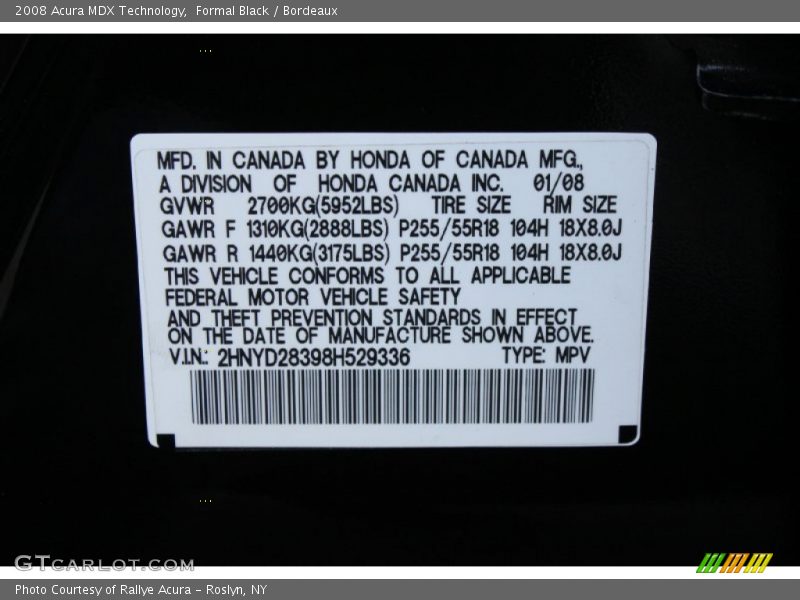 2008 Acura MDX Technology,  Formal Black / Bordeaux
MFD. IN CANADA BY HONDA OF CANADA MFG.,
A DIVISION OF HONDA CANADA INC. 01/08
GVWR 2700KG(5952LBS) TIRE SIZE RIM SIZE
GAWR F 1310KG(2888LBS) P255/55R18 104H 18X8.0J
GAWR R 1440KG(3175LBS) P255/55R18 104H 18X8.0J
THIS VEHICLE CONFORMS TO ALL APPLICABLE
FEDERAL MOTOR VEHICLE SAFETY
AND THEFT PREVENTION STANDARDS IN EFFECT
ON THE DATE OF MANUFACTURE SHOWN ABOVE.
V.I.N.: 2HNYD28398H529336 TYPE: MPV
GTCARLOT.COM
Photo Courtesy of Rallye Acura - Roslyn, NY